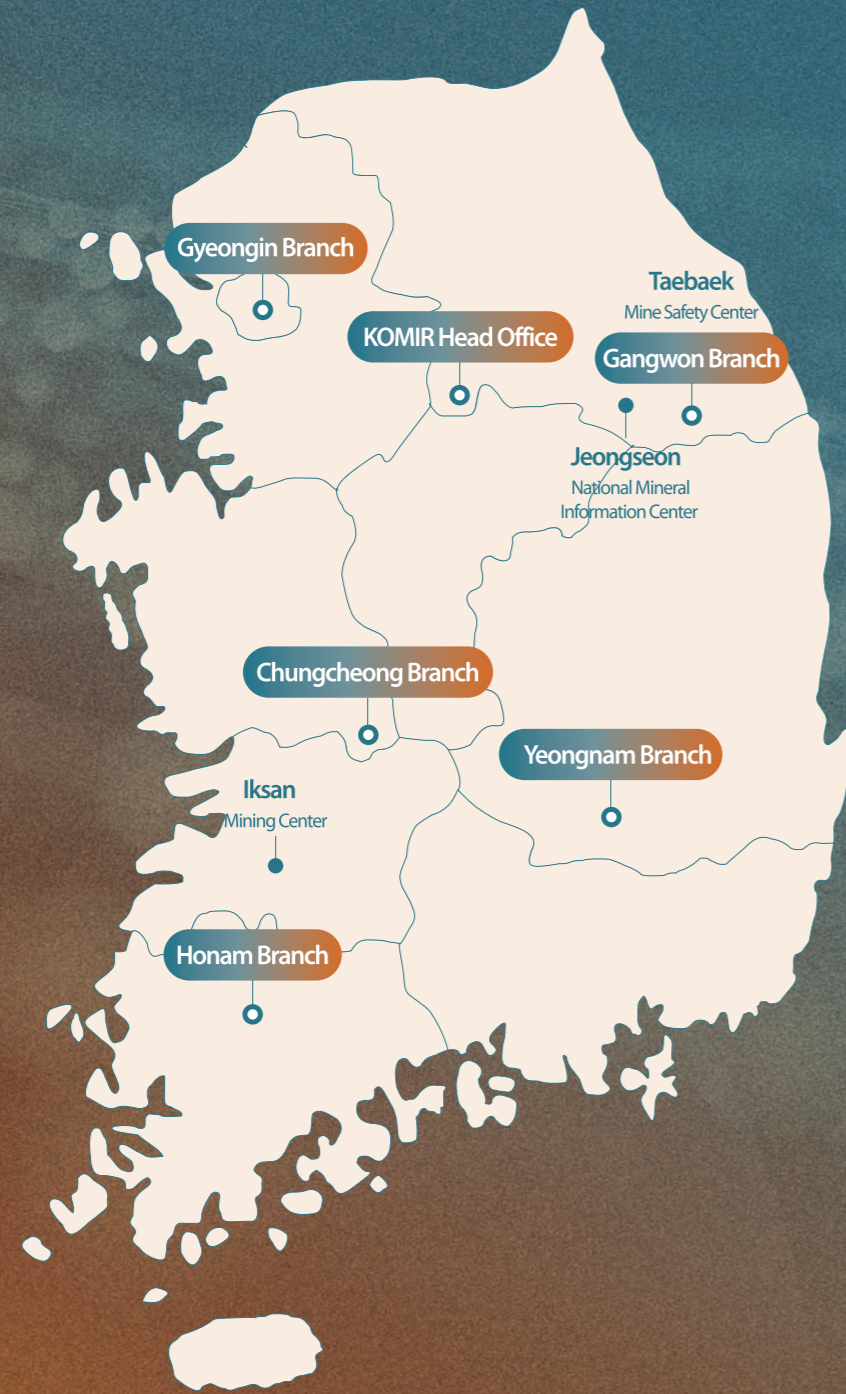 Gyeongin Branch
Taebaek
Mine Safety Center
KOMIR Head Office
Gangwon Branch
Jeongseon
National Mineral
Information Center
Chungcheong Branch
Yeongnam Branch
Iksan
Mining Center
Honam Branch